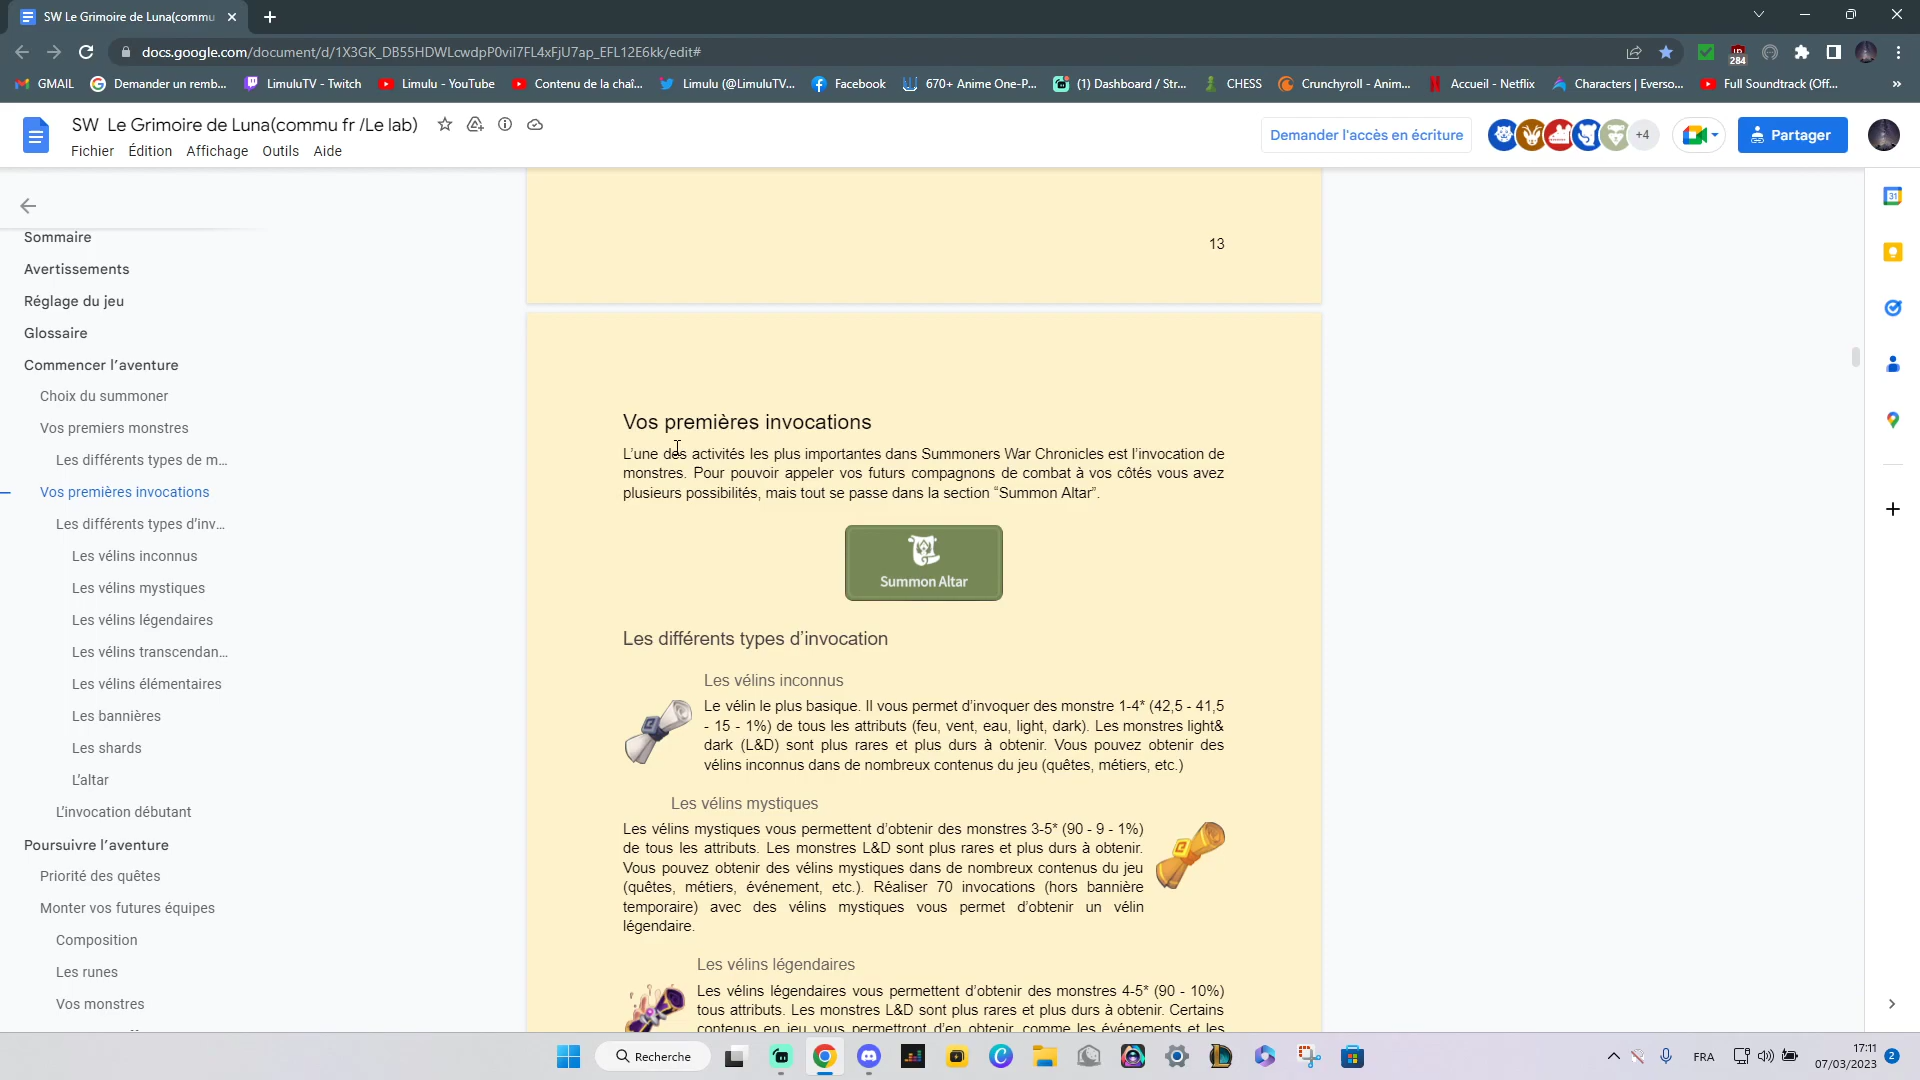 SW Le Grimoire de Luna(commu
docs.google.com/document/d/1X3GK_DB55HDWLcwdpP0viI7FL4xFjU7ap_EFL12E6kk/edit#
284
GMAIL
Demander un remb...
LimuluTV - Twitch
Limulu - YouTube
Contenu de la chaî...
Limulu (@LimuluTV...
Facebook
670+ Anime One-P...
(1) Dashboard / Str...
CHESS
Crunchyroll - Anim...
Accueil - Netflix
Characters | Everso...
Full Soundtrack (Off...
»
SW Le Grimoire de Luna(commu fr /Le lab)
Fichier Édition Affichage Outils Aide
Demander l'accès en écriture
+4
Partager
31
Sommaire
Avertissements
Réglage du jeu
Glossaire
Commencer l’aventure
Choix du summoner
Vos premiers monstres
Les différents types de m...
Vos premières invocations
Les différents types d’inv...
Les vélins inconnus
Les vélins mystiques
Les vélins légendaires
Les vélins transcendan...
Les vélins élémentaires
Les bannières
Les shards
L’altar
L’invocation débutant
Poursuivre l’aventure
Priorité des quêtes
Monter vos futures équipes
Composition
Les runes
Vos monstres
13
Vos premières invocations
L’une des activités les plus importantes dans Summoners War Chronicles est l’invocation de
monstres. Pour pouvoir appeler vos futurs compagnons de combat à vos côtés vous avez
plusieurs possibilités, mais tout se passe dans la section “Summon Altar”.
Summon Altar
Les différents types d’invocation
Les vélins inconnus
Le vélin le plus basique. Il vous permet d’invoquer des monstre 1-4* (42,5 - 41,5
- 15 - 1%) de tous les attributs (feu, vent, eau, light, dark). Les monstres light&
dark (L&D) sont plus rares et plus durs à obtenir. Vous pouvez obtenir des
vélins inconnus dans de nombreux contenus du jeu (quêtes, métiers, etc.)
Les vélins mystiques
Les vélins mystiques vous permettent d’obtenir des monstres 3-5* (90 - 9 - 1%)
de tous les attributs. Les monstres L&D sont plus rares et plus durs à obtenir.
Vous pouvez obtenir des vélins mystiques dans de nombreux contenus du jeu
(quêtes, métiers, événement, etc.). Réaliser 70 invocations (hors bannière
temporaire) avec des vélins mystiques vous permet d’obtenir un vélin
légendaire.
Les vélins légendaires
Les vélins légendaires vous permettent d’obtenir des monstres 4-5* (90 - 10%)
tous attributs. Les monstres L&D sont plus rares et plus durs à obtenir. Certains
contenus en jeu vous permettront d’en obtenir, comme les événements et les
Recherche
FRA
17:11
07/03/2023
2